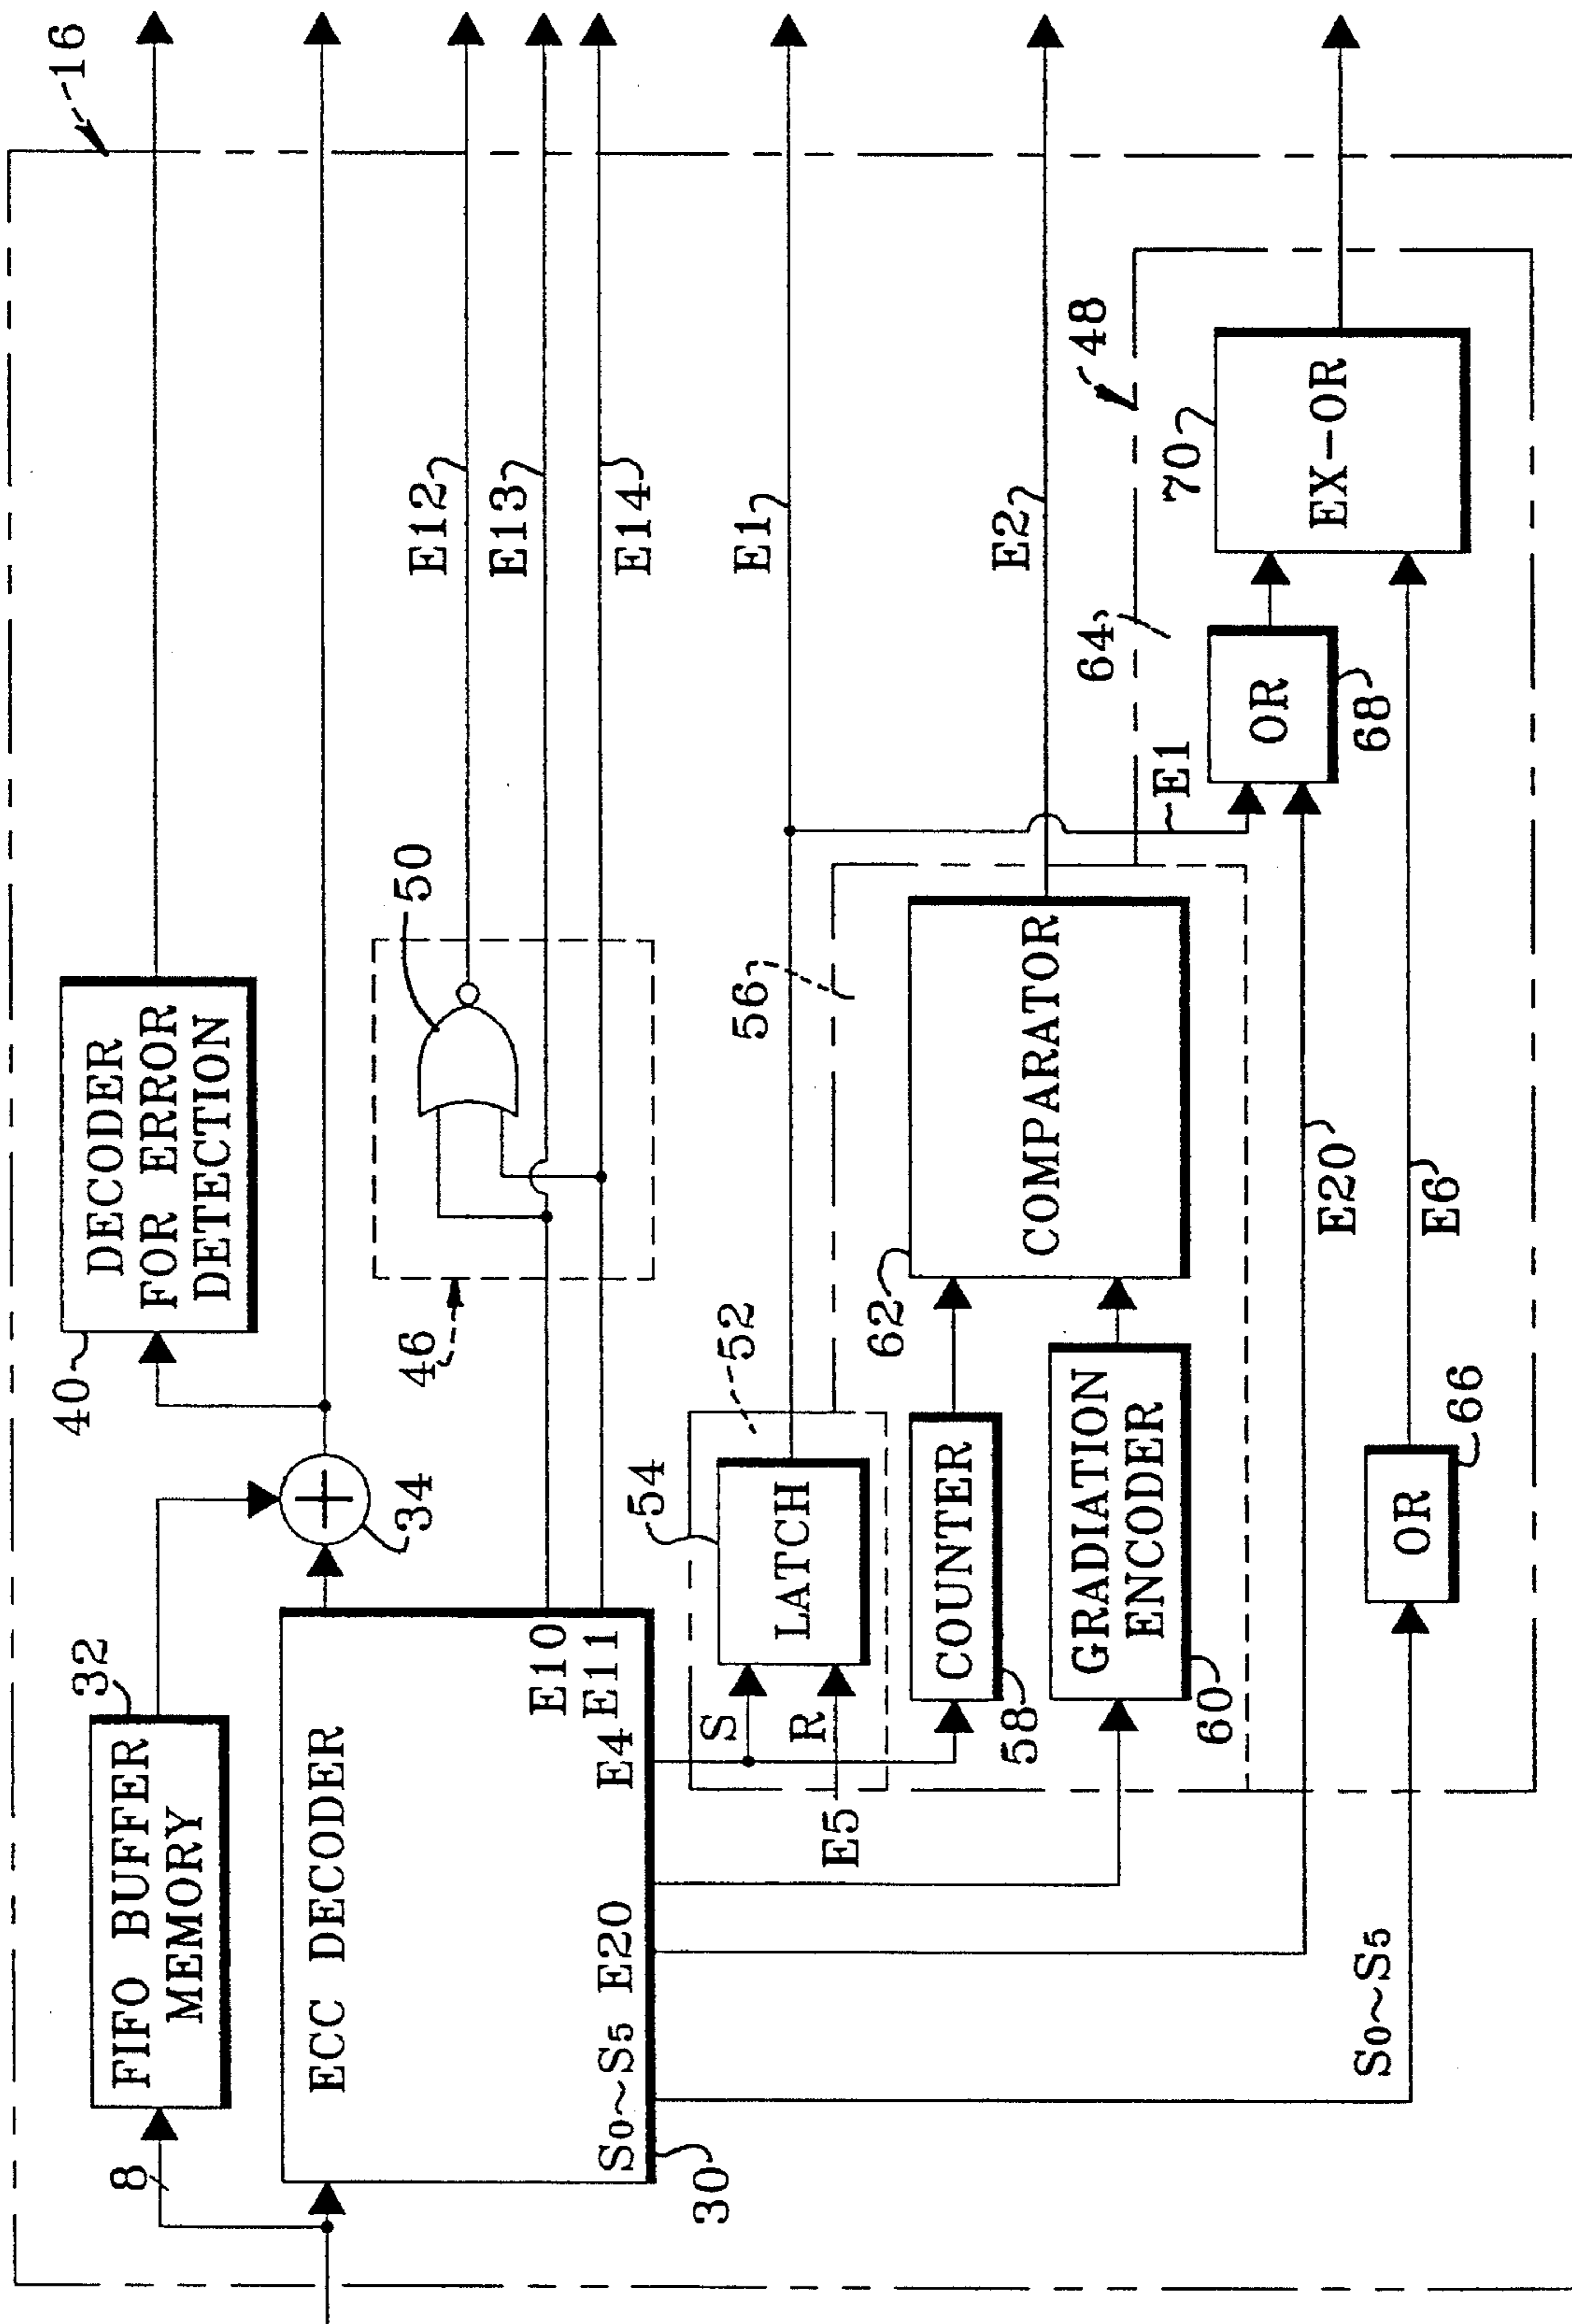 16
40
DECODER
FOR ERROR
DETECTION
32
FIFO BUFFER
MEMORY
8
34
50
46
E12
E13
E14
ECC DECODER
E10
E11
E4
E20
S0~S5
30
52
54
LATCH
S
R
E5
56
E1
E2
COUNTER
58
GRADIATION
ENCODER
60
62
COMPARATOR
48
64
E1
OR
68
70
EX-OR
E20
E6
OR
66
S0~S5